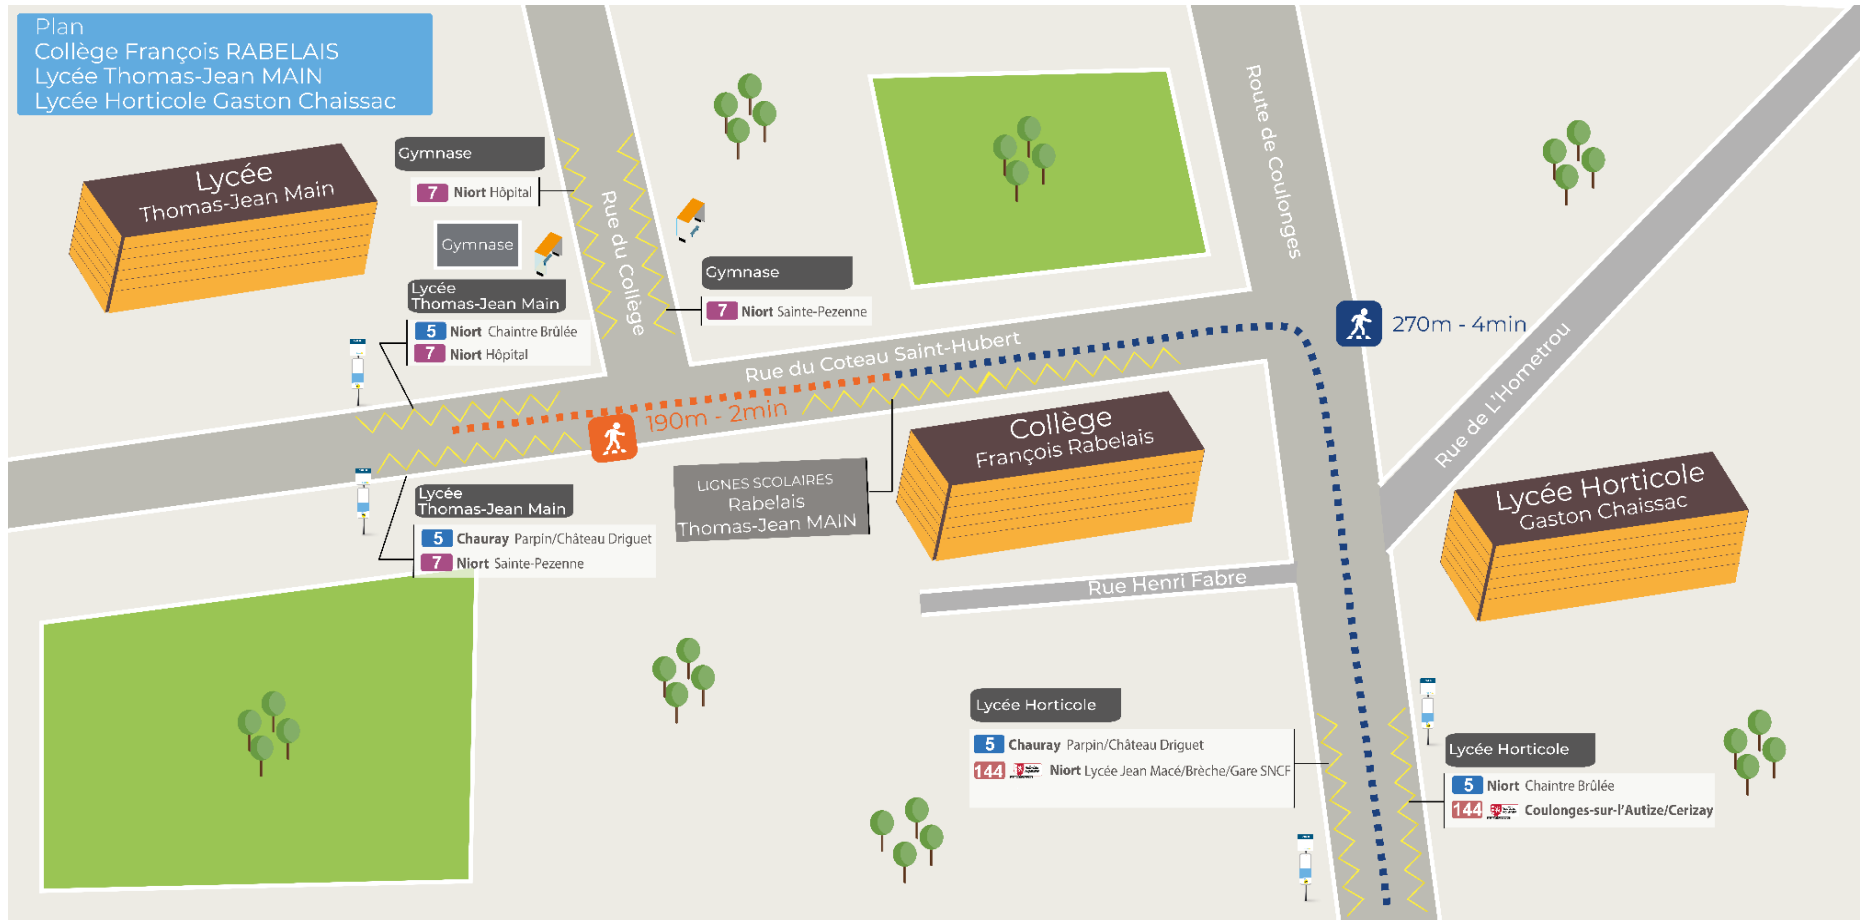 Plan
Collège François RABELAIS
Lycée Thomas-Jean MAIN
Lycée Horticole Gaston Chaissac
Lycée
Thomas-Jean Main
Gymnase
7 Niort Hôpital
Gymnase
Rue du Collège
Gymnase
7 Niort Sainte-Pezenne
Lycée
Thomas-Jean Main
5 Niort Chaintre Brûlée
7 Niort Hôpital
Route de Coulonges
270m - 4min
Rue du Coteau Saint-Hubert
190m - 2min
Rue de L'Hometrou
Collège
François Rabelais
LIGNES SCOLAIRES
Rabelais
Thomas-Jean MAIN
Lycée
Thomas-Jean Main
5 Chauray Parpin/Château Driguet
7 Niort Sainte-Pezenne
Lycée Horticole
Gaston Chaissac
Rue Henri Fabre
Lycée Horticole
5 Chauray Parpin/Château Driguet
144 Niort Lycée Jean Macé/Brèche/Gare SNCF
Lycée Horticole
5 Niort Chaintre Brûlée
144 Coulonges-sur-l'Autize/Cerizay